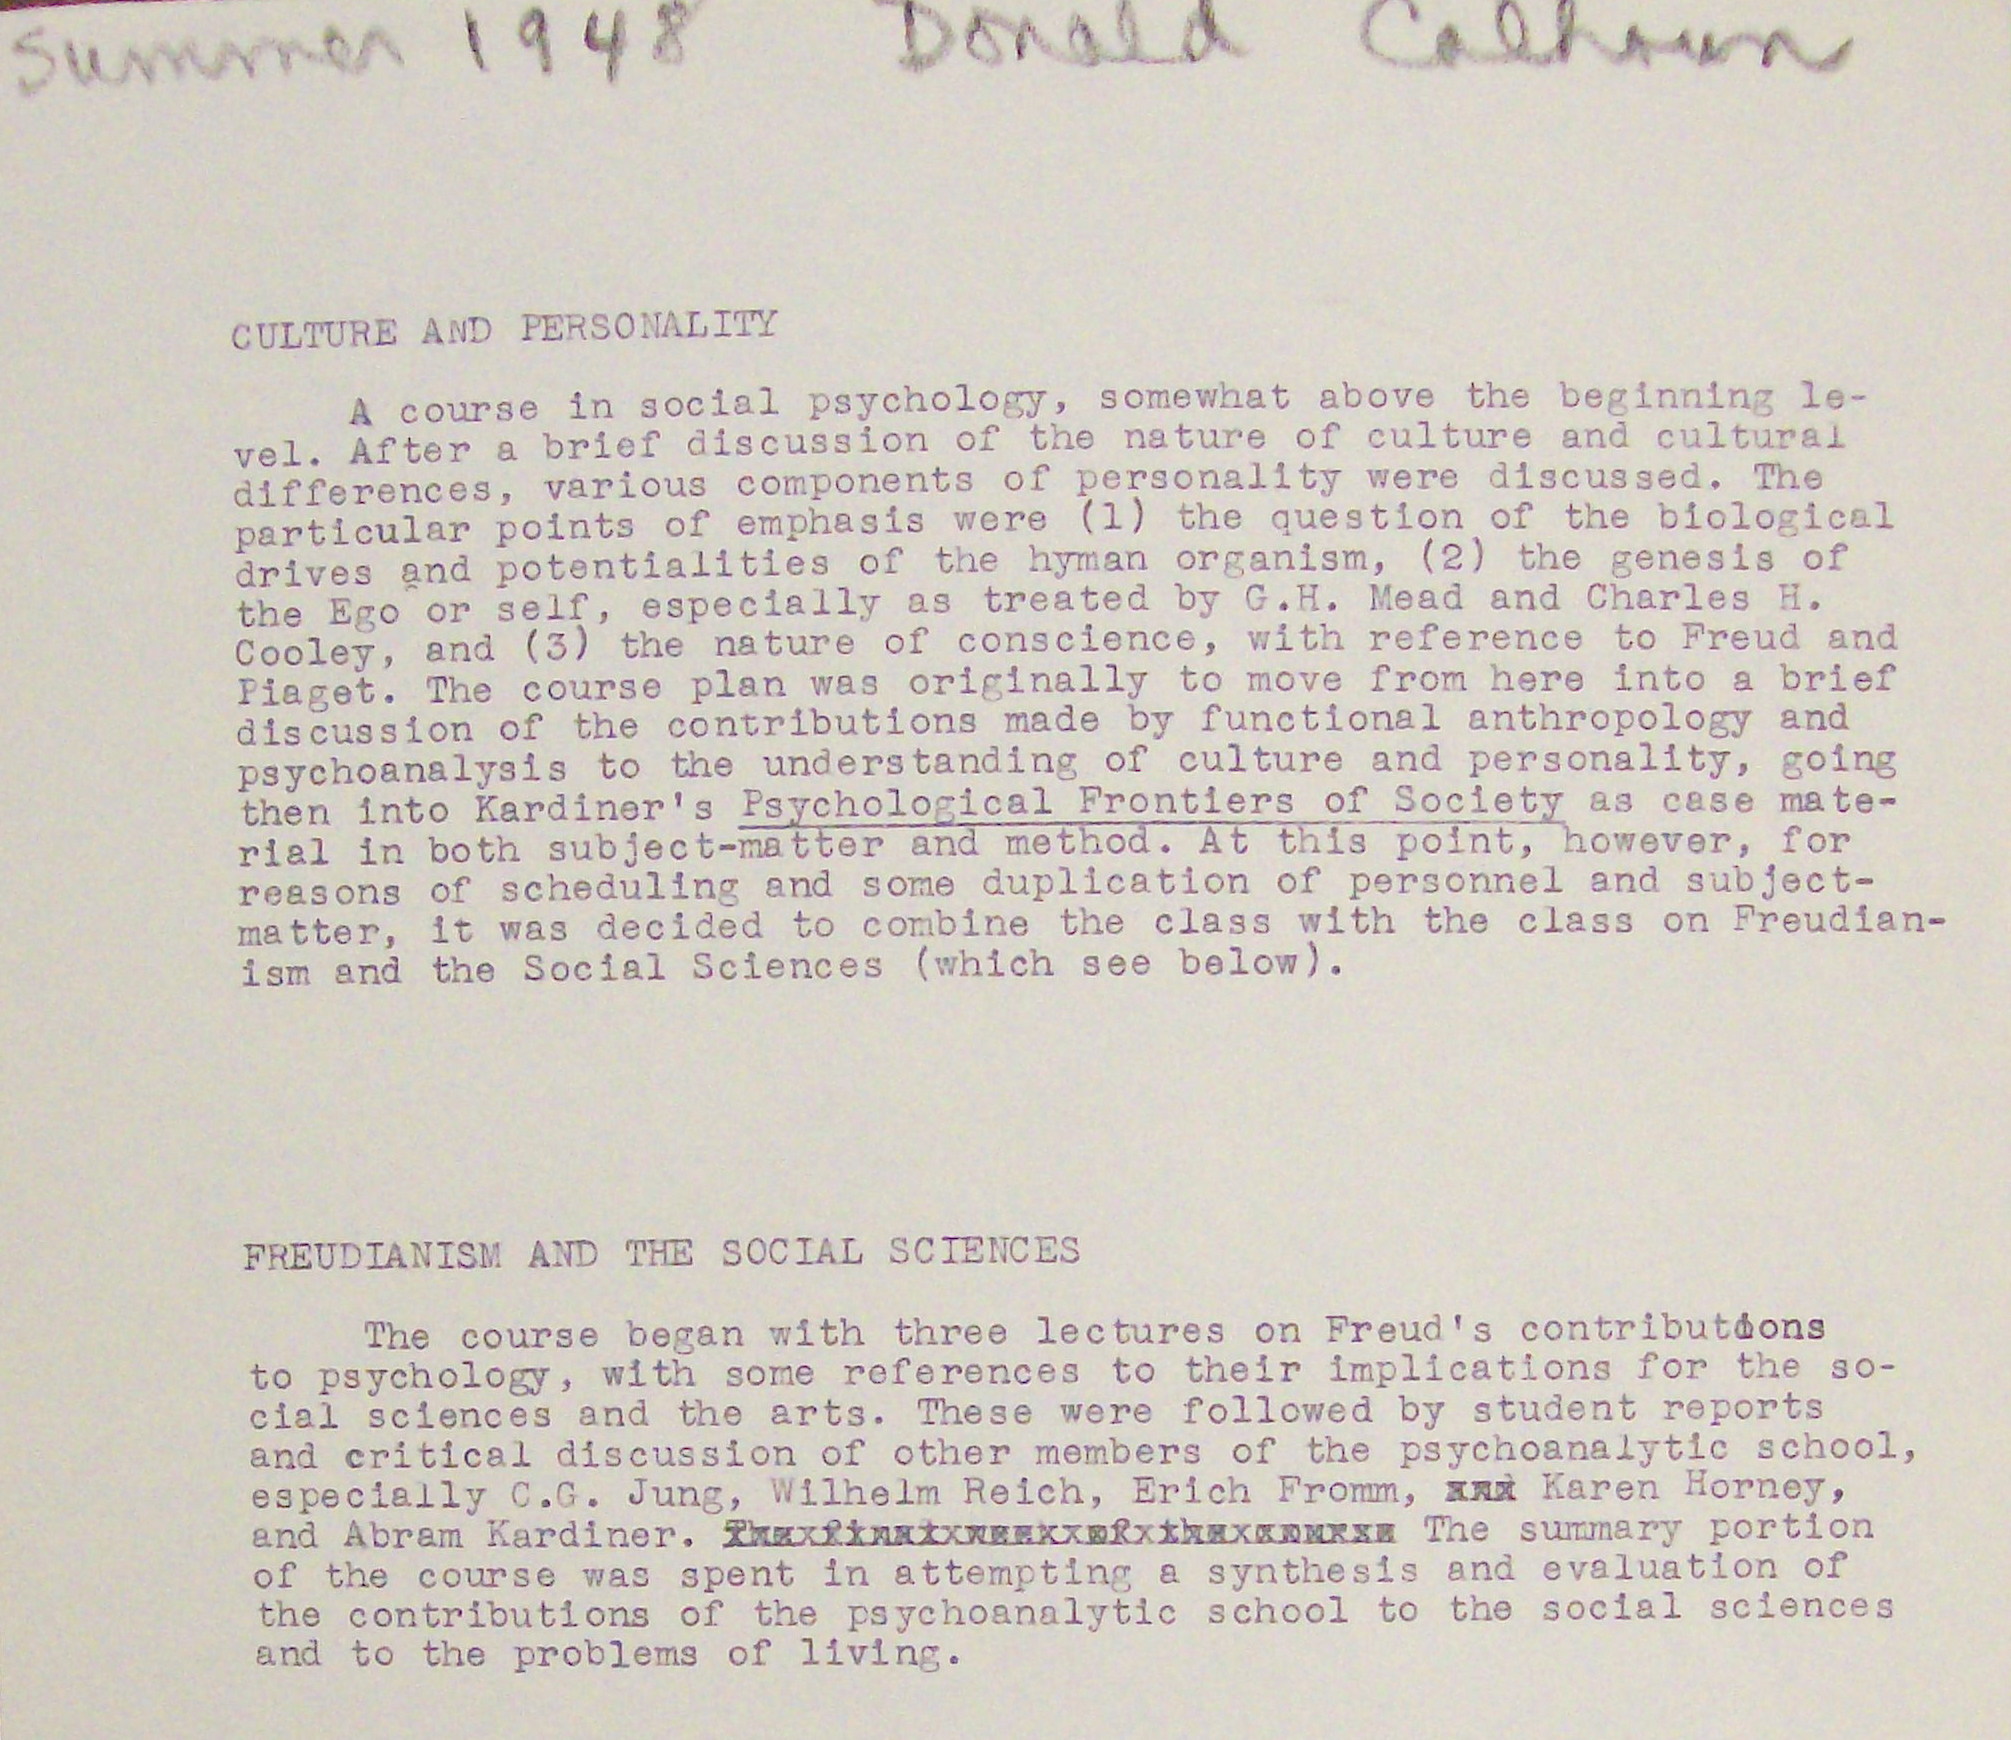 Summer 1948 Donald Calhoun
CULTURE AND PERSONALITY
A course in social psychology, somewhat above the beginning le-
vel. After a brief discussion of the nature of culture and cultural
differences, various components of personality were discussed. The
particular points of emphasis were (1) the question of the biological
drives and potentialities of the hyman organism, (2) the genesis of
the Ego or self, especially as treated by G.H. Mead and Charles H.
Cooley, and (3) the nature of conscience, with reference to Freud and
Piaget. The course plan was originally to move from here into a brief
discussion of the contributions made by functional anthropology and
psychoanalysis to the understanding of culture and personality, going
then into Kardiner's Psychological Frontiers of Society as case mate-
rial in both subject-matter and method. At this point, however, for
reasons of scheduling and some duplication of personnel and subject-
matter, it was decided to combine the class with the class on Freudian-
ism and the Social Sciences (which see below).
FREUDIANISM AND THE SOCIAL SCIENCES
The course began with three lectures on Freud's contributions
to psychology, with some references to their implications for the so-
cial sciences and the arts. These were followed by student reports
and critical discussion of other members of the psychoanalytic school,
especially C.G. Jung, Wilhelm Reich, Erich Fromm, Karen Horney,
and Abram Kardiner. The summary portion
of the course was spent in attempting a synthesis and evaluation of
the contributions of the psychoanalytic school to the social sciences
and to the problems of living.